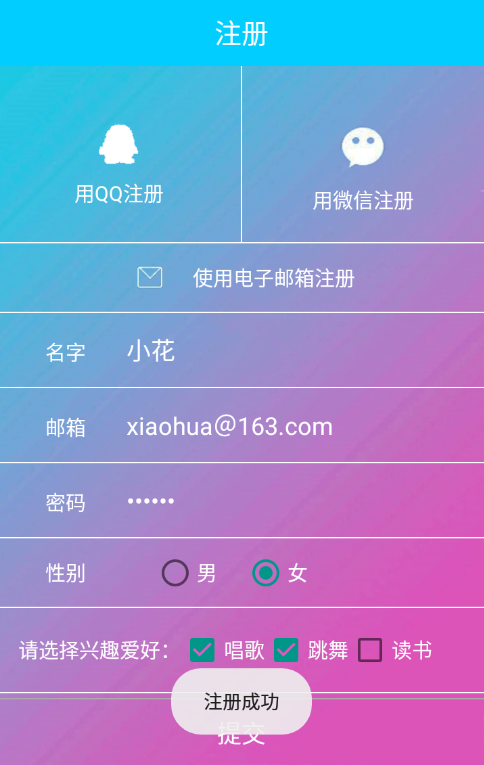 注册
用QQ注册
用微信注册
使用电子邮箱注册
名字 小花
邮箱 xiaohua@163.com
密码 ••••••
性别 男 女
请选择兴趣爱好： 唱歌 跳舞 读书
注册成功
提交